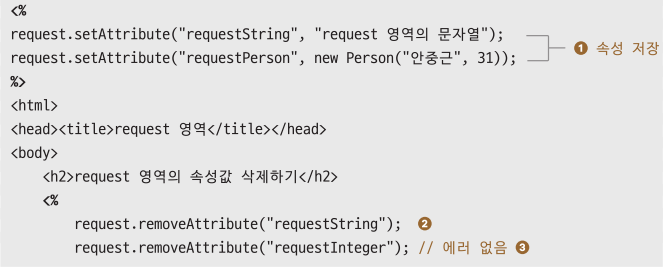 <%
request.setAttribute("requestString", "request 영역의 문자열");
request.setAttribute("requestPerson", new Person("안중근", 31)); ❶ 속성 저장
%>
<html>
<head><title>request 영역</title></head>
<body>
<h2>request 영역의 속성값 삭제하기</h2>
<%
request.removeAttribute("requestString"); ❷
request.removeAttribute("requestInteger"); // 에러 없음 ❸